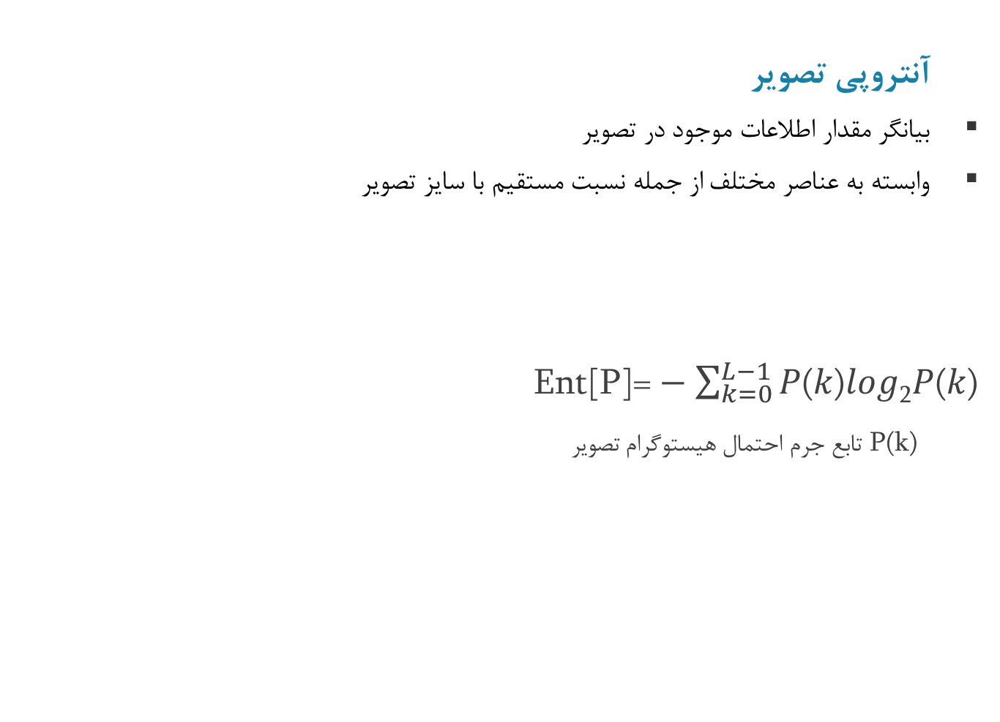 آنتروپی تصویر
▪ بیانگر مقدار اطلاعات موجود در تصویر
▪ وابسته به عناصر مختلف از جمله نسبت مستقیم با سایز تصویر
Ent[P]= − ∑_{k=0}^{L−1} P(k)log₂P(k)
P(k) تابع جرم احتمال هیستوگرام تصویر